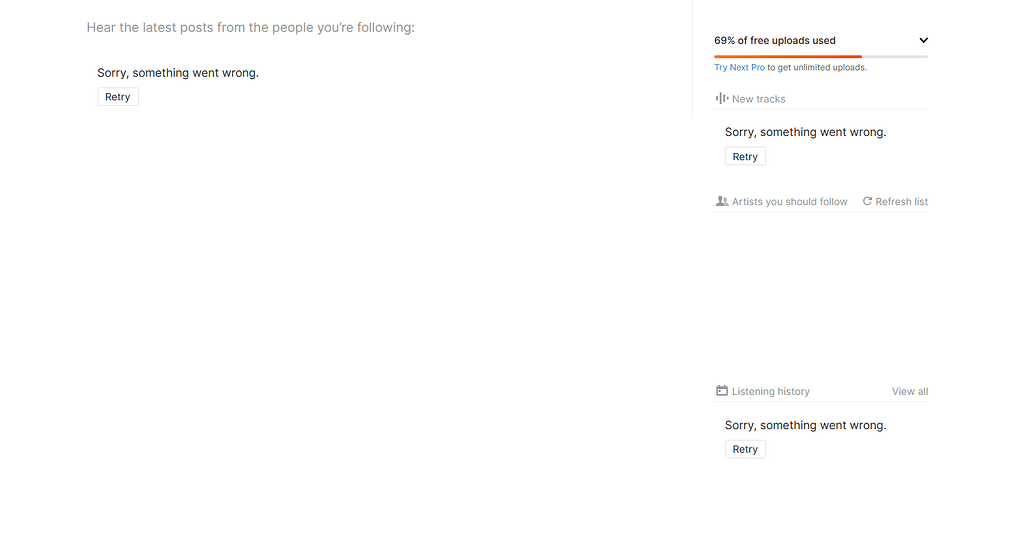 Hear the latest posts from the people you’re following:
Sorry, something went wrong.
Retry
69% of free uploads used
Try Next Pro to get unlimited uploads.
New tracks
Sorry, something went wrong.
Retry
Artists you should follow Refresh list
Listening history View all
Sorry, something went wrong.
Retry